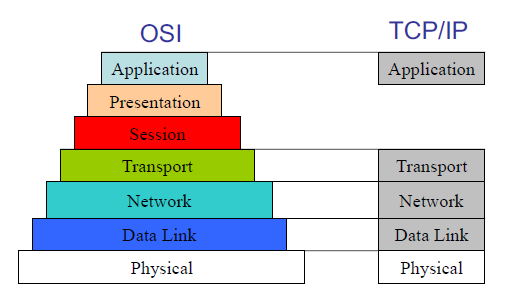 OSI
TCP/IP
Application
Application
Presentation
Session
Transport
Transport
Network
Network
Data Link
Data Link
Physical
Physical